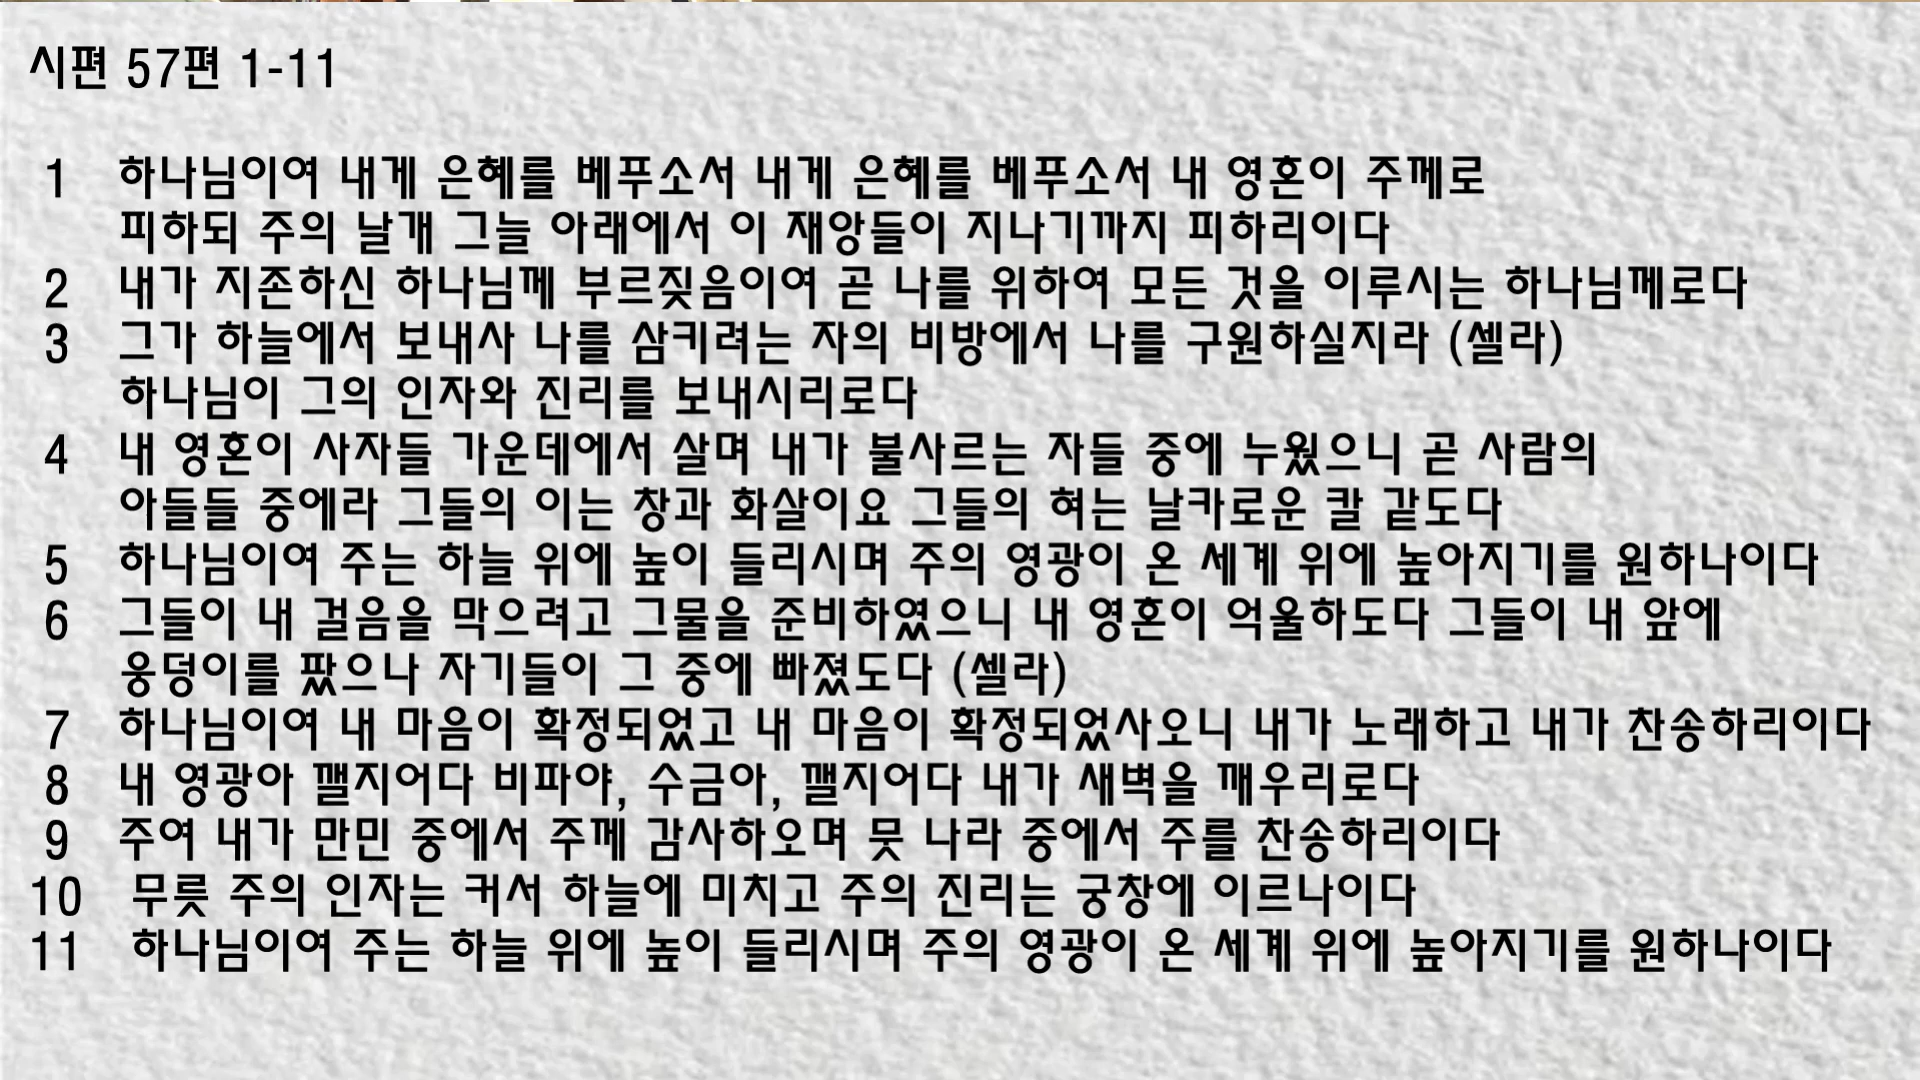 시편 57편 1-11
1 하나님이여 내게 은혜를 베푸소서 내게 은혜를 베푸소서 내 영혼이 주께로
피하되 주의 날개 그늘 아래에서 이 재앙들이 지나기까지 피하리이다
2 내가 지존하신 하나님께 부르짖음이여 곧 나를 위하여 모든 것을 이루시는 하나님께로다
3 그가 하늘에서 보내사 나를 삼키려는 자의 비방에서 나를 구원하실지라 (셀라)
하나님이 그의 인자와 진리를 보내시리로다
4 내 영혼이 사자들 가운데에서 살며 내가 불사르는 자들 중에 누웠으니 곧 사람의
아들들 중에라 그들의 이는 창과 화살이요 그들의 혀는 날카로운 칼 같도다
5 하나님이여 주는 하늘 위에 높이 들리시며 주의 영광이 온 세계 위에 높아지기를 원하나이다
6 그들이 내 걸음을 막으려고 그물을 준비하였으니 내 영혼이 억울하도다 그들이 내 앞에
웅덩이를 팠으나 자기들이 그 중에 빠졌도다 (셀라)
7 하나님이여 내 마음이 확정되었고 내 마음이 확정되었사오니 내가 노래하고 내가 찬송하리이다
8 내 영광아 깰지어다 비파야, 수금아, 깰지어다 내가 새벽을 깨우리로다
9 주여 내가 만민 중에서 주께 감사하오며 뭇 나라 중에서 주를 찬송하리이다
10 무릇 주의 인자는 커서 하늘에 미치고 주의 진리는 궁창에 이르나이다
11 하나님이여 주는 하늘 위에 높이 들리시며 주의 영광이 온 세계 위에 높아지기를 원하나이다